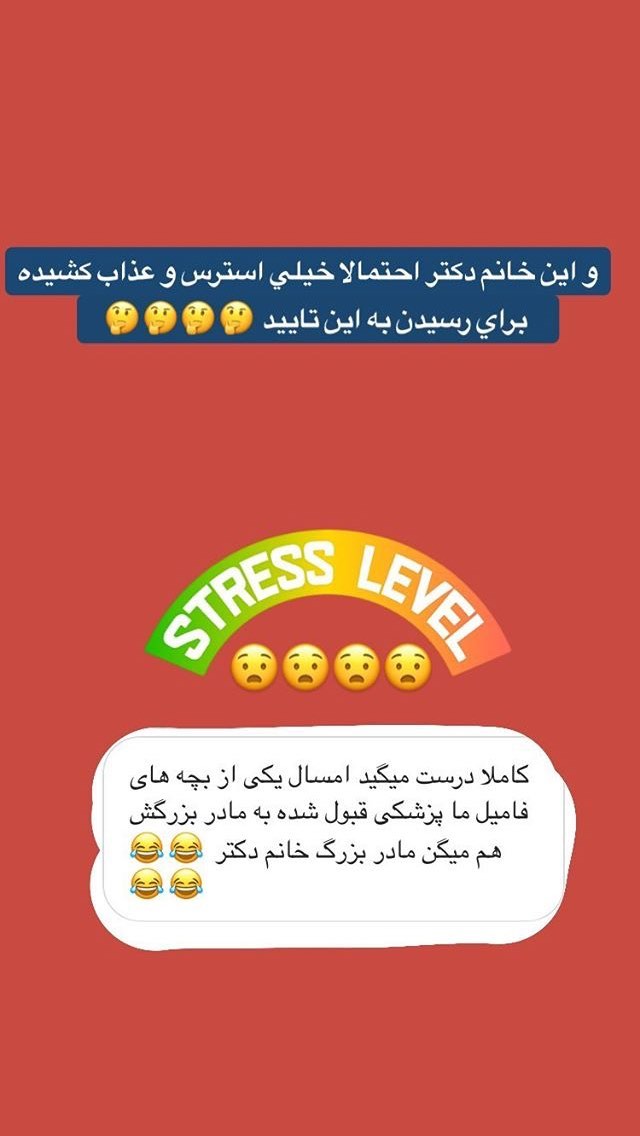 و این خانم دکتر احتمالا خیلي استرس و عذاب کشیده
براي رسیدن به این تایید 🤔🤔🤔🤔
STRESS LEVEL
😧😧😧😧
کاملا درست میگید امسال یکی از بچه های
فامیل ما پزشکی قبول شده به مادر بزرگش
هم میگن مادر بزرگ خانم دکتر 😂😂
😂😂